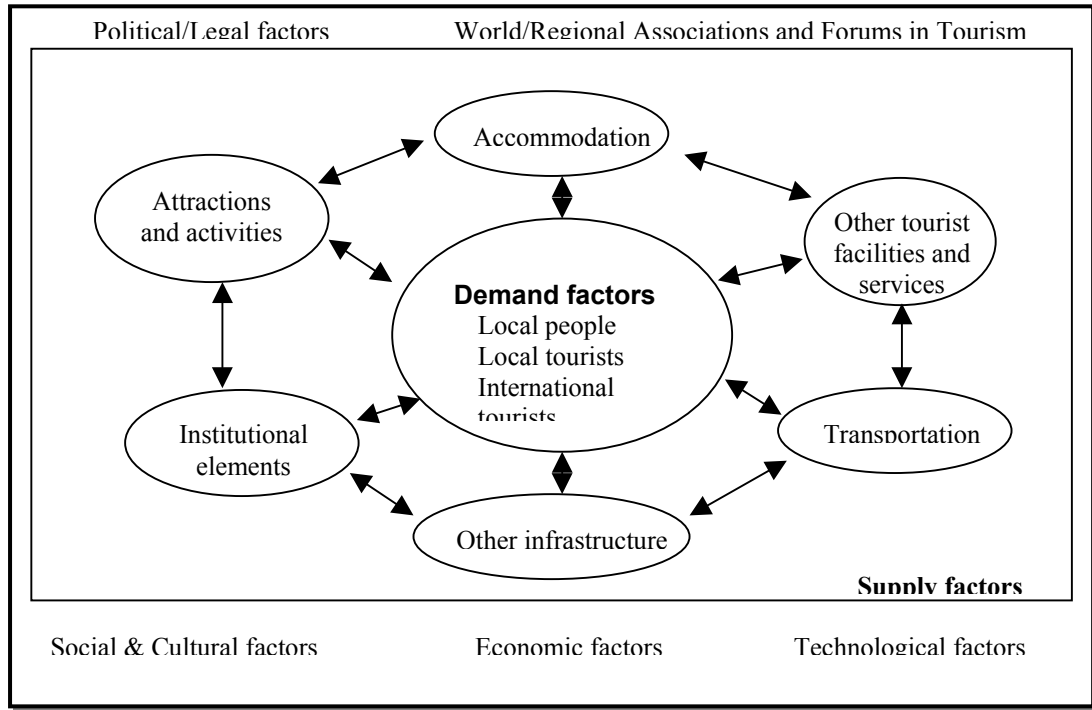 Political/Legal factors
World/Regional Associations and Forums in Tourism
Accommodation
Attractions
and activities
Other tourist
facilities and
services
Demand factors
Local people
Local tourists
International
tourists
Institutional
elements
Transportation
Other infrastructure
Supply factors
Social & Cultural factors
Economic factors
Technological factors